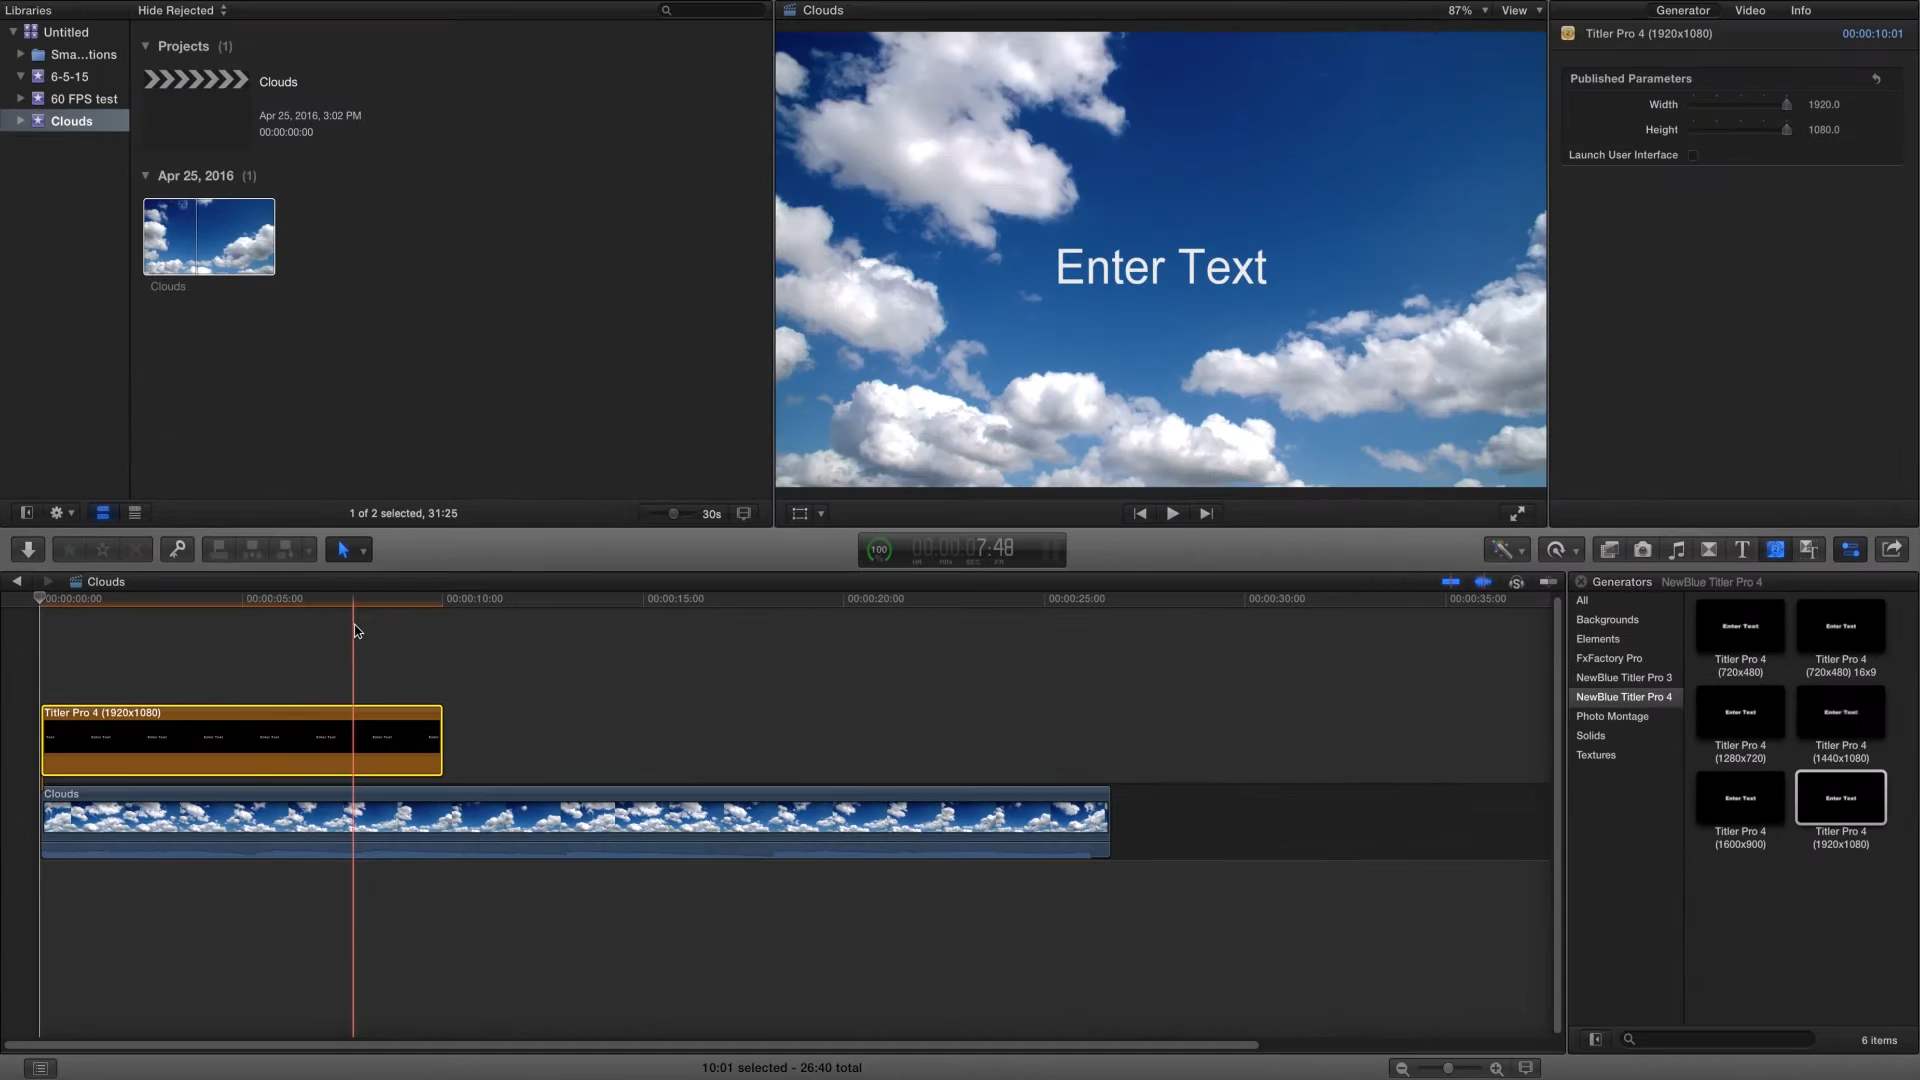 Libraries
Hide Rejected
Clouds
87%
View
Generator
Video
Info
Untitled
Sma...tions
6-5-15
60 FPS test
Clouds
Projects (1)
Clouds
Apr 25, 2016, 3:02 PM
00:00:00:00
Apr 25, 2016 (1)
Clouds
Enter Text
Titler Pro 4 (1920x1080)
00:00:10:01
Published Parameters
Width
1920.0
Height
1080.0
Launch User Interface
1 of 2 selected, 31:25
30s
100
00:00:07:48
HR MIN SEC FR
Clouds
00:00:00:00
00:00:05:00
00:00:10:00
00:00:15:00
00:00:20:00
00:00:25:00
00:00:30:00
00:00:35:00
Titler Pro 4 (1920x1080)
Enter Text Enter Text Enter Text Enter Text Enter Text Enter Text
Clouds
Generators
NewBlue Titler Pro 4
All
Backgrounds
Elements
FxFactory Pro
NewBlue Titler Pro 3
NewBlue Titler Pro 4
Photo Montage
Solids
Textures
Enter Text
Titler Pro 4
(720x480)
Enter Text
Titler Pro 4
(720x480) 16x9
Enter Text
Titler Pro 4
(1280x720)
Enter Text
Titler Pro 4
(1440x1080)
Enter Text
Titler Pro 4
(1600x900)
Enter Text
Titler Pro 4
(1920x1080)
6 items
10:01 selected - 26:40 total